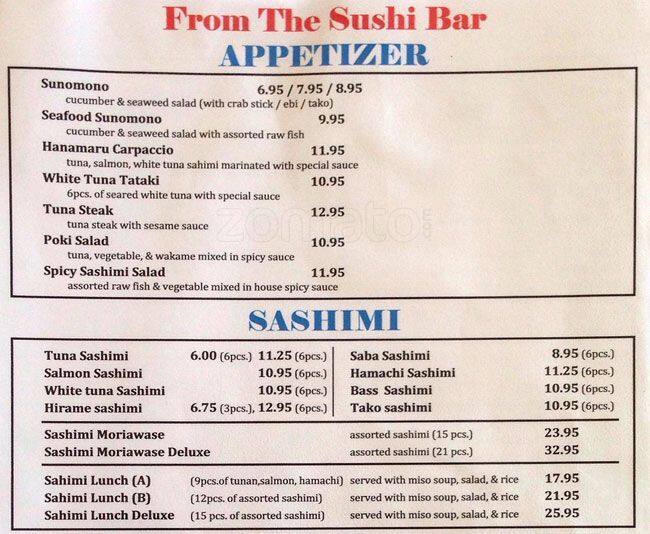 From The Sushi Bar
APPETIZER
Sunomono 6.95 / 7.95 / 8.95
cucumber & seaweed salad (with crab stick / ebi / tako)
Seafood Sunomono 9.95
cucumber & seaweed salad with assorted raw fish
Hanamaru Carpaccio 11.95
tuna, salmon, white tuna sahimi marinated with special sauce
White Tuna Tataki 10.95
6pcs. of seared white tuna with special sauce
Tuna Steak 12.95
tuna steak with sesame sauce
zomato.com
Poki Salad 10.95
tuna, vegetable, & wakame mixed in spicy sauce
Spicy Sashimi Salad 11.95
assorted raw fish & vegetable mixed in house spicy sauce
SASHIMI
Tuna Sashimi 6.00 (6pcs.) 11.25 (6pcs.) Saba Sashimi 8.95 (6pcs.)
Salmon Sashimi 10.95 (6pcs.) Hamachi Sashimi 11.25 (6pcs.)
White tuna Sashimi 10.95 (6pcs.) Bass Sashimi 10.95 (6pcs.)
Hirame sashimi 6.75 (3pcs.), 12.95 (6pcs.) Tako sashimi 10.95 (6pcs.)
Sashimi Moriawase assorted sashimi (15 pcs.) 23.95
Sashimi Moriawase Deluxe assorted sashimi (21 pcs.) 32.95
Sahimi Lunch (A) (9pcs.of tunan,salmon, hamachi) served with miso soup, salad, & rice 17.95
Sahimi Lunch (B) (12pcs. of assorted sashimi) served with miso soup, salad, & rice 21.95
Sahimi Lunch Deluxe (15 pcs. of assorted sashimi) served with miso soup, salad, & rice 25.95